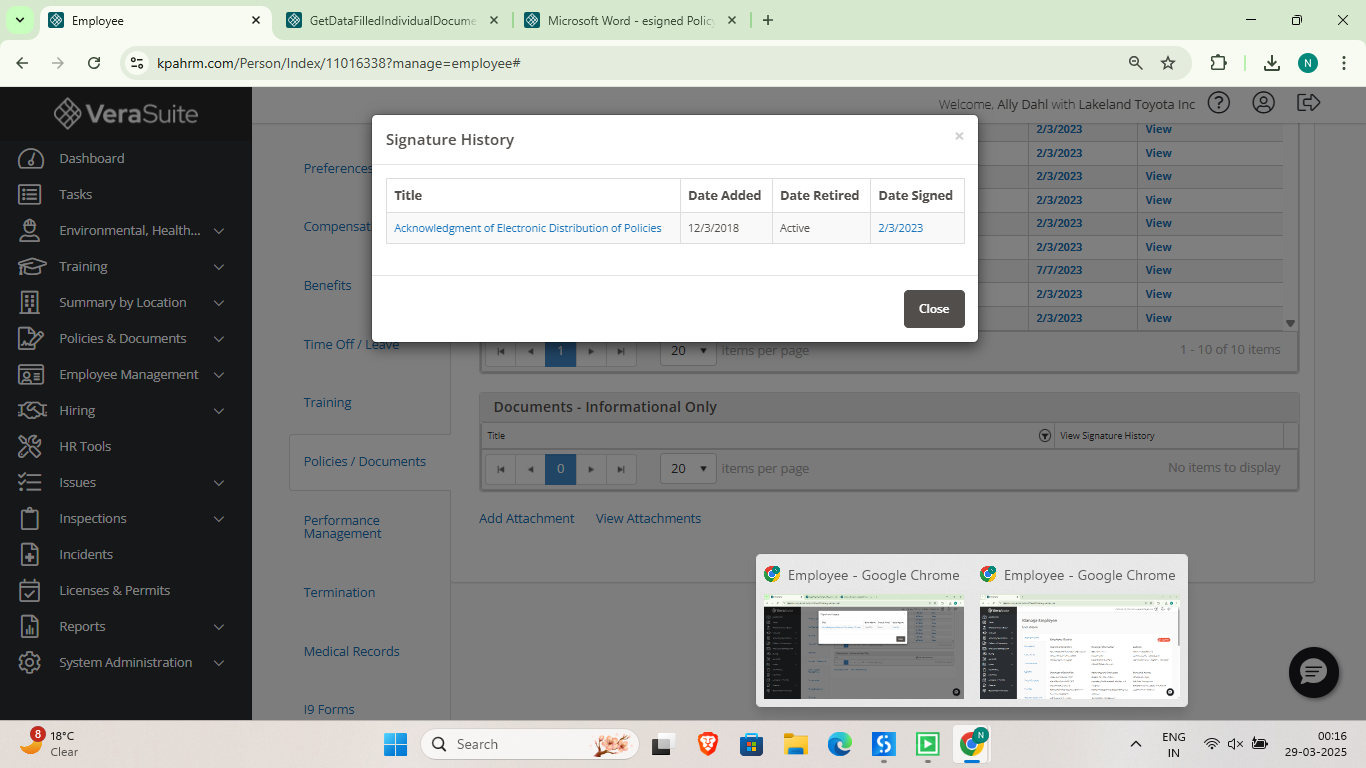 Employee
GetDataFilledIndividualDocume
Microsoft Word - esigned Polic
kpahrm.com/Person/Index/11016338?manage=employee#
N
VeraSuite
Welcome, Ally Dahl with Lakeland Toyota Inc
Dashboard
Tasks
Environmental, Health...
Training
Summary by Location
Policies & Documents
Employee Management
Hiring
HR Tools
Issues
Inspections
Incidents
Licenses & Permits
Reports
System Administration
Preferences
Compensat
Benefits
Time Off / Leave
Training
Policies / Documents
Performance
Management
Termination
Medical Records
I9 Forms
Signature History
×
Title Date Added Date Retired Date Signed
Acknowledgment of Electronic Distribution of Policies 12/3/2018 Active 2/3/2023
Close
2/3/2023 View
2/3/2023 View
2/3/2023 View
2/3/2023 View
2/3/2023 View
2/3/2023 View
7/7/2023 View
2/3/2023 View
2/3/2023 View
1 20 items per page 1 - 10 of 10 items
Documents - Informational Only
Title View Signature History
0 20 items per page No items to display
Add Attachment View Attachments
Employee - Google Chrome
Employee - Google Chrome
Manage Employee
8
18°C
Clear
Search
N
ENG
IN
00:16
29-03-2025